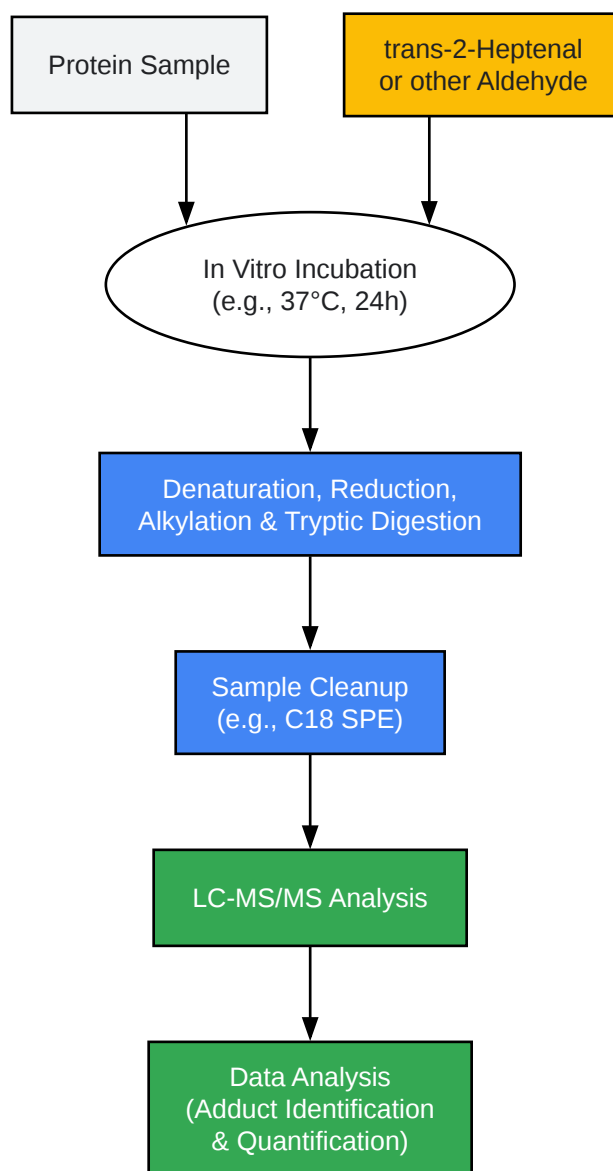 Protein Sample
trans-2-Heptenal
or other Aldehyde
In Vitro Incubation
(e.g., 37°C, 24h)
Denaturation, Reduction,
Alkylation & Tryptic Digestion
Sample Cleanup
(e.g., C18 SPE)
LC-MS/MS Analysis
Data Analysis
(Adduct Identification
& Quantification)